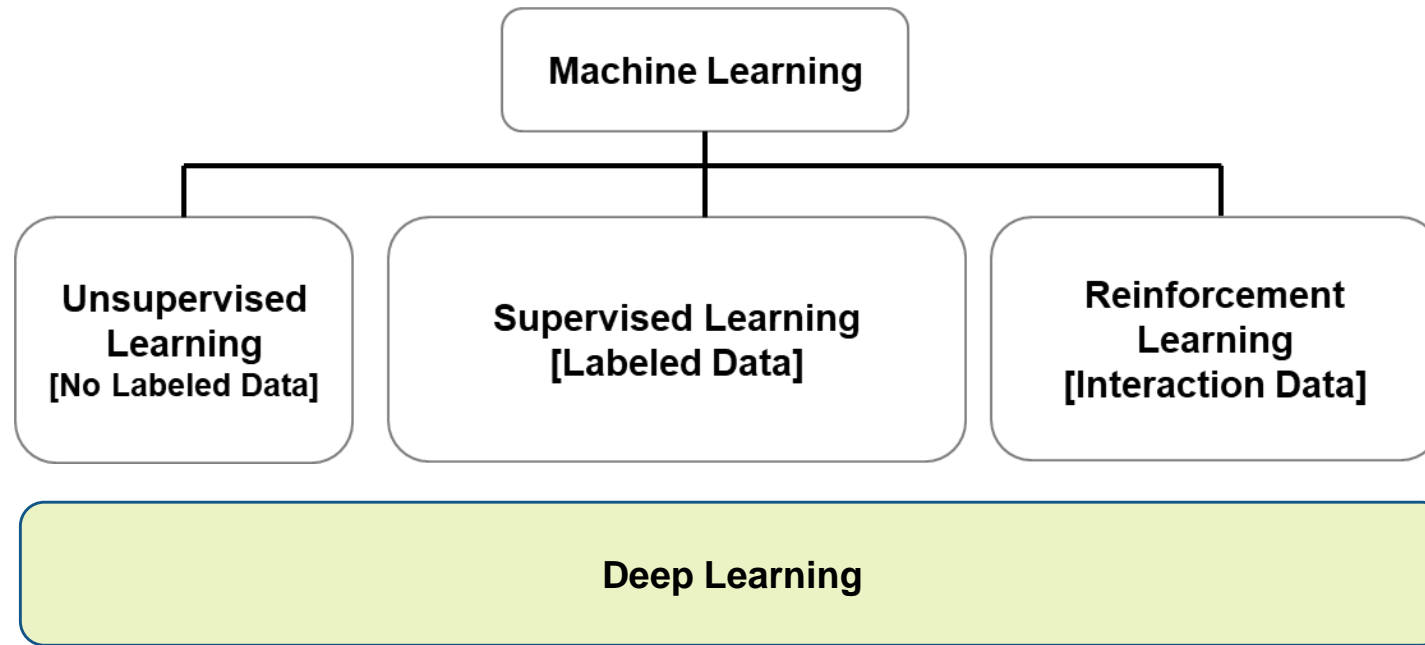 Machine Learning
Unsupervised
Learning
[No Labeled Data]
Supervised Learning
[Labeled Data]
Reinforcement
Learning
[Interaction Data]
Deep Learning